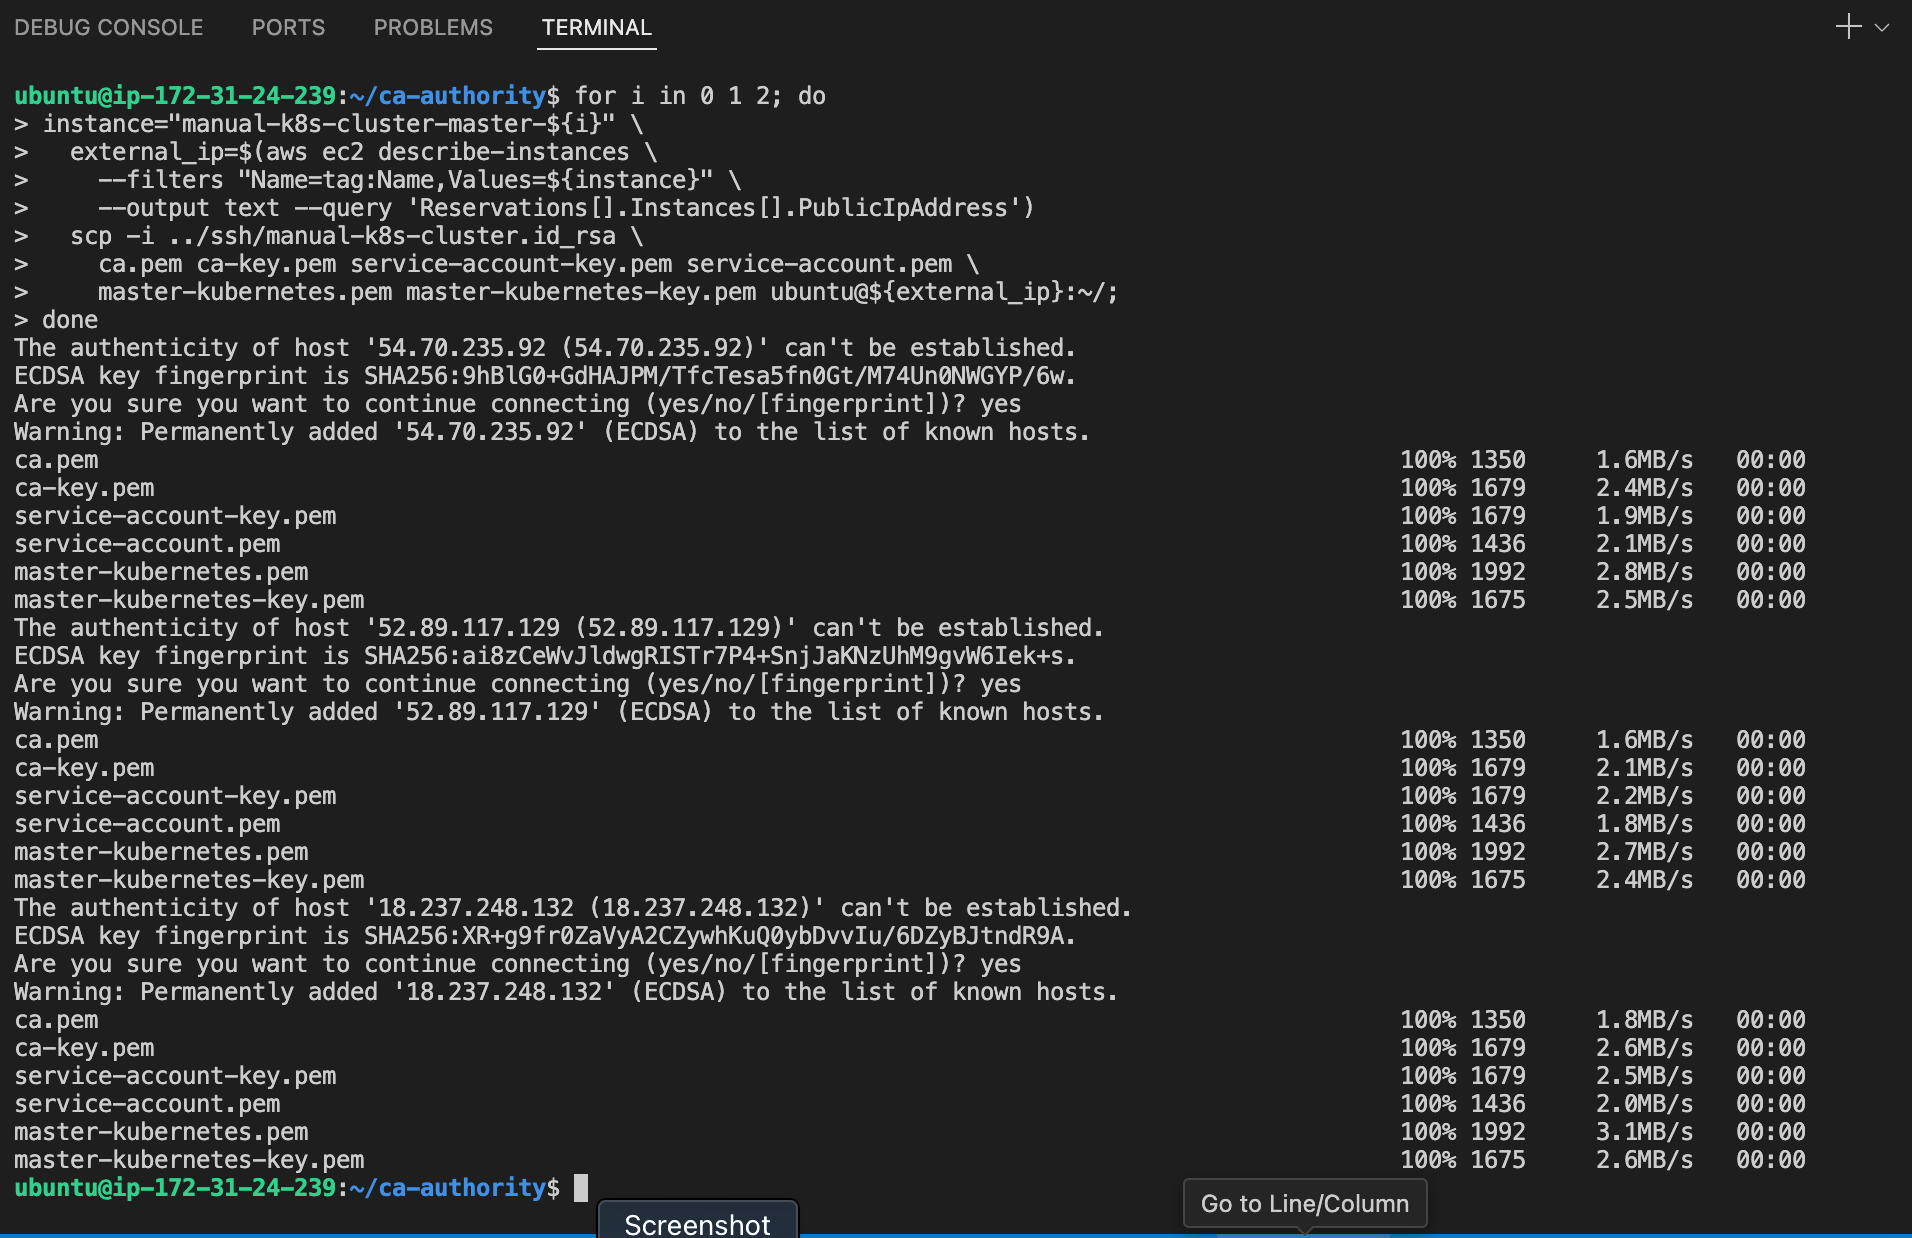 DEBUG CONSOLE PORTS PROBLEMS TERMINAL
ubuntu@ip-172-31-24-239:~/ca-authority$ for i in 0 1 2; do
> instance="manual-k8s-cluster-master-${i}" \
>   external_ip=$(aws ec2 describe-instances \
>     --filters "Name=tag:Name,Values=${instance}" \
>     --output text --query 'Reservations[].Instances[].PublicIpAddress')
>   scp -i ../ssh/manual-k8s-cluster.id_rsa \
>     ca.pem ca-key.pem service-account-key.pem service-account.pem \
>     master-kubernetes.pem master-kubernetes-key.pem ubuntu@${external_ip}:~/;
> done
The authenticity of host '54.70.235.92 (54.70.235.92)' can't be established.
ECDSA key fingerprint is SHA256:9hBlG0+GdHAJPM/TfcTesa5fn0Gt/M74Un0NWGYP/6w.
Are you sure you want to continue connecting (yes/no/[fingerprint])? yes
Warning: Permanently added '54.70.235.92' (ECDSA) to the list of known hosts.
ca.pem 100% 1350 1.6MB/s 00:00
ca-key.pem 100% 1679 2.4MB/s 00:00
service-account-key.pem 100% 1679 1.9MB/s 00:00
service-account.pem 100% 1436 2.1MB/s 00:00
master-kubernetes.pem 100% 1992 2.8MB/s 00:00
master-kubernetes-key.pem 100% 1675 2.5MB/s 00:00
The authenticity of host '52.89.117.129 (52.89.117.129)' can't be established.
ECDSA key fingerprint is SHA256:ai8zCeWvJldwgRISTr7P4+SnjJaKNzUhM9gvW6Iek+s.
Are you sure you want to continue connecting (yes/no/[fingerprint])? yes
Warning: Permanently added '52.89.117.129' (ECDSA) to the list of known hosts.
ca.pem 100% 1350 1.6MB/s 00:00
ca-key.pem 100% 1679 2.1MB/s 00:00
service-account-key.pem 100% 1679 2.2MB/s 00:00
service-account.pem 100% 1436 1.8MB/s 00:00
master-kubernetes.pem 100% 1992 2.7MB/s 00:00
master-kubernetes-key.pem 100% 1675 2.4MB/s 00:00
The authenticity of host '18.237.248.132 (18.237.248.132)' can't be established.
ECDSA key fingerprint is SHA256:XR+g9fr0ZaVyA2CZywhKuQ0ybDvvIu/6DZyBJtndR9A.
Are you sure you want to continue connecting (yes/no/[fingerprint])? yes
Warning: Permanently added '18.237.248.132' (ECDSA) to the list of known hosts.
ca.pem 100% 1350 1.8MB/s 00:00
ca-key.pem 100% 1679 2.6MB/s 00:00
service-account-key.pem 100% 1679 2.5MB/s 00:00
service-account.pem 100% 1436 2.0MB/s 00:00
master-kubernetes.pem 100% 1992 3.1MB/s 00:00
master-kubernetes-key.pem 100% 1675 2.6MB/s 00:00
ubuntu@ip-172-31-24-239:~/ca-authority$
Go to Line/Column
Screenshot